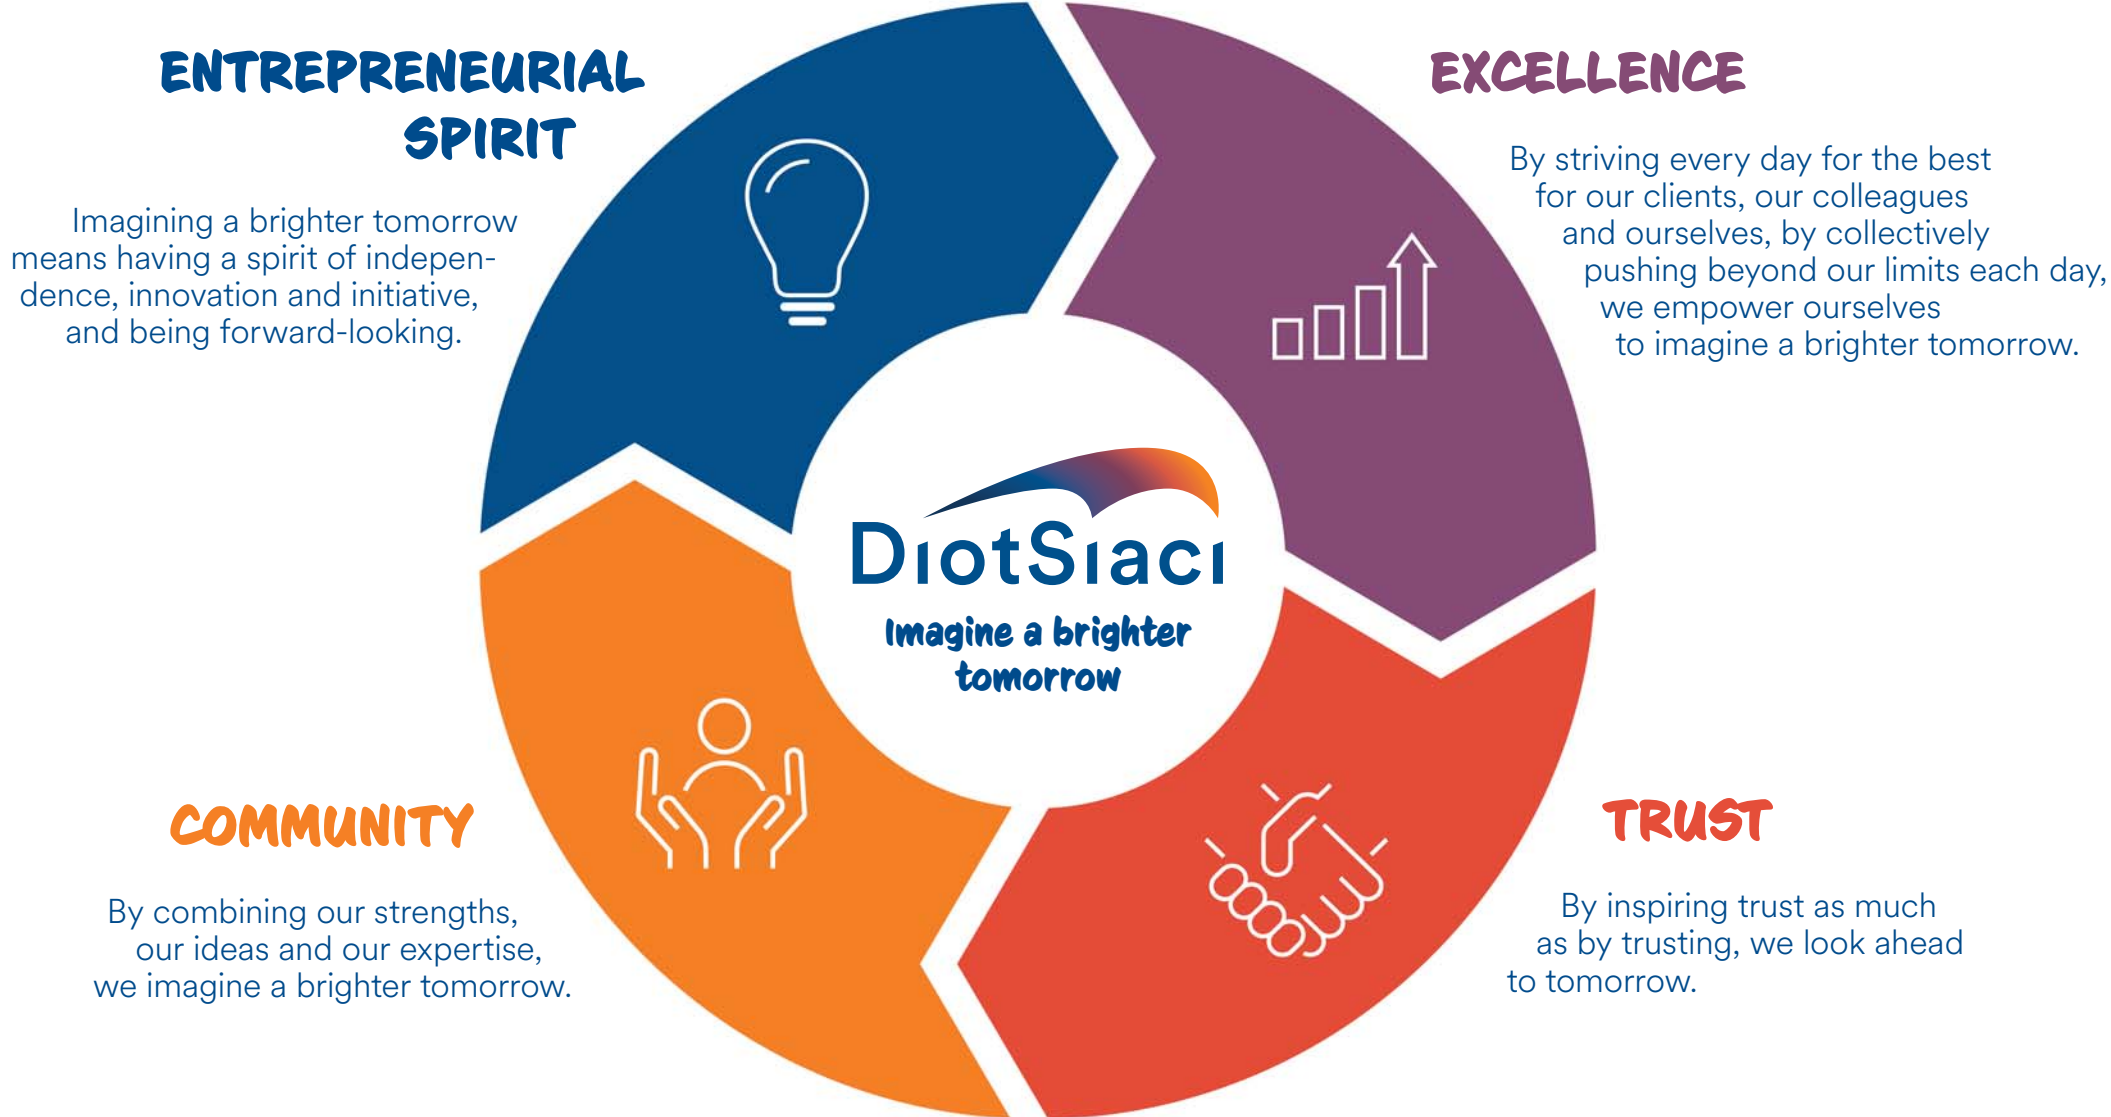 ENTREPRENEURIAL
SPIRIT
Imagining a brighter tomorrow
means having a spirit of indepen-
dence, innovation and initiative,
and being forward-looking.
EXCELLENCE
By striving every day for the best
for our clients, our colleagues
and ourselves, by collectively
pushing beyond our limits each day,
we empower ourselves
to imagine a brighter tomorrow.
DiotSiaci
Imagine a brighter
tomorrow
COMMUNITY
By combining our strengths,
our ideas and our expertise,
we imagine a brighter tomorrow.
TRUST
By inspiring trust as much
as by trusting, we look ahead
to tomorrow.